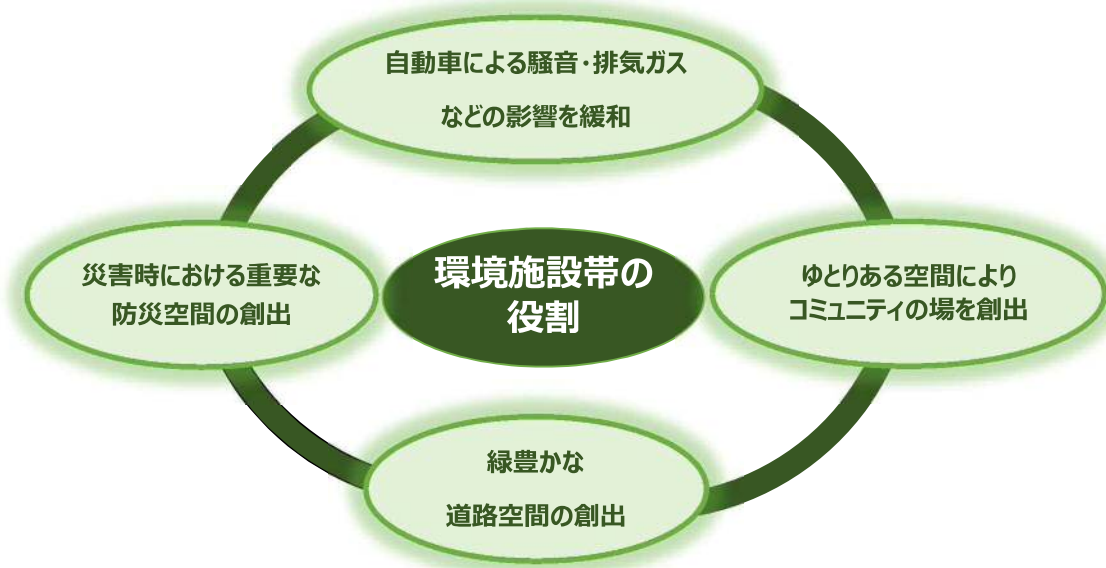 自動車による騒音・排気ガス
などの影響を緩和
災害時における重要な
防災空間の創出
環境施設帯の
役割
ゆとりある空間により
コミュニティの場を創出
緑豊かな
道路空間の創出